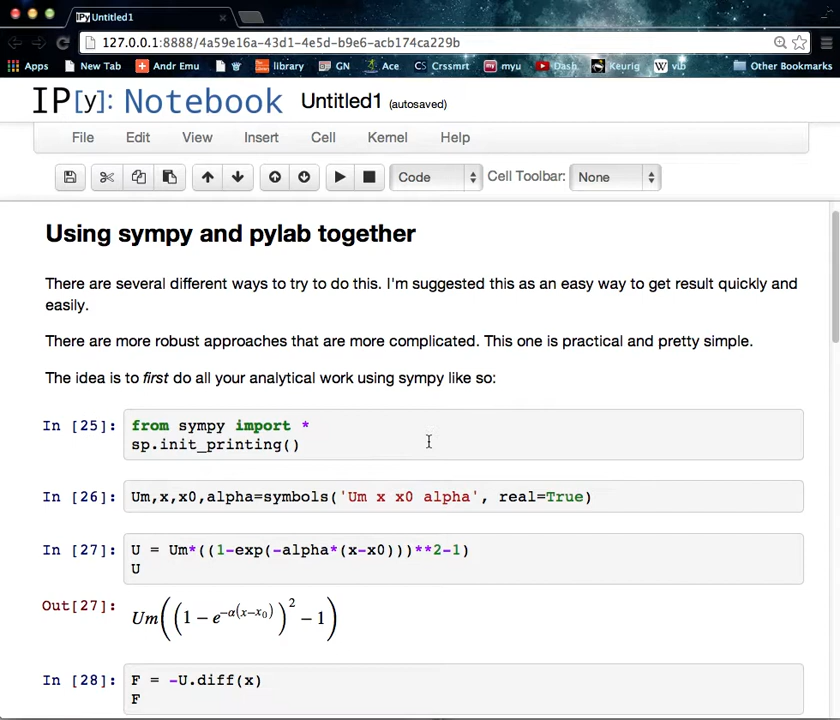 IPy Untitled1
127.0.0.1:8888/4a59e16a-43d1-4e5d-b9e6-acb174ca229b
Apps New Tab Andr Emu library GN Ace Crssmrt myu Dash Keurig vib Other Bookmarks
IP[y]: Notebook Untitled1 (autosaved)
File Edit View Insert Cell Kernel Help
Code Cell Toolbar: None
Using sympy and pylab together
There are several different ways to try to do this. I'm suggested this as an easy way to get result quickly and
easily.
There are more robust approaches that are more complicated. This one is practical and pretty simple.
The idea is to first do all your analytical work using sympy like so:
In [25]: from sympy import *
sp.init_printing()
In [26]: Um,x,x0,alpha=symbols('Um x x0 alpha', real=True)
In [27]: U = Um*((1-exp(-alpha*(x-x0)))**2-1)
U
Out[27]: Um((1 − e^{−α(x−x₀)})² − 1)
In [28]: F = -U.diff(x)
F